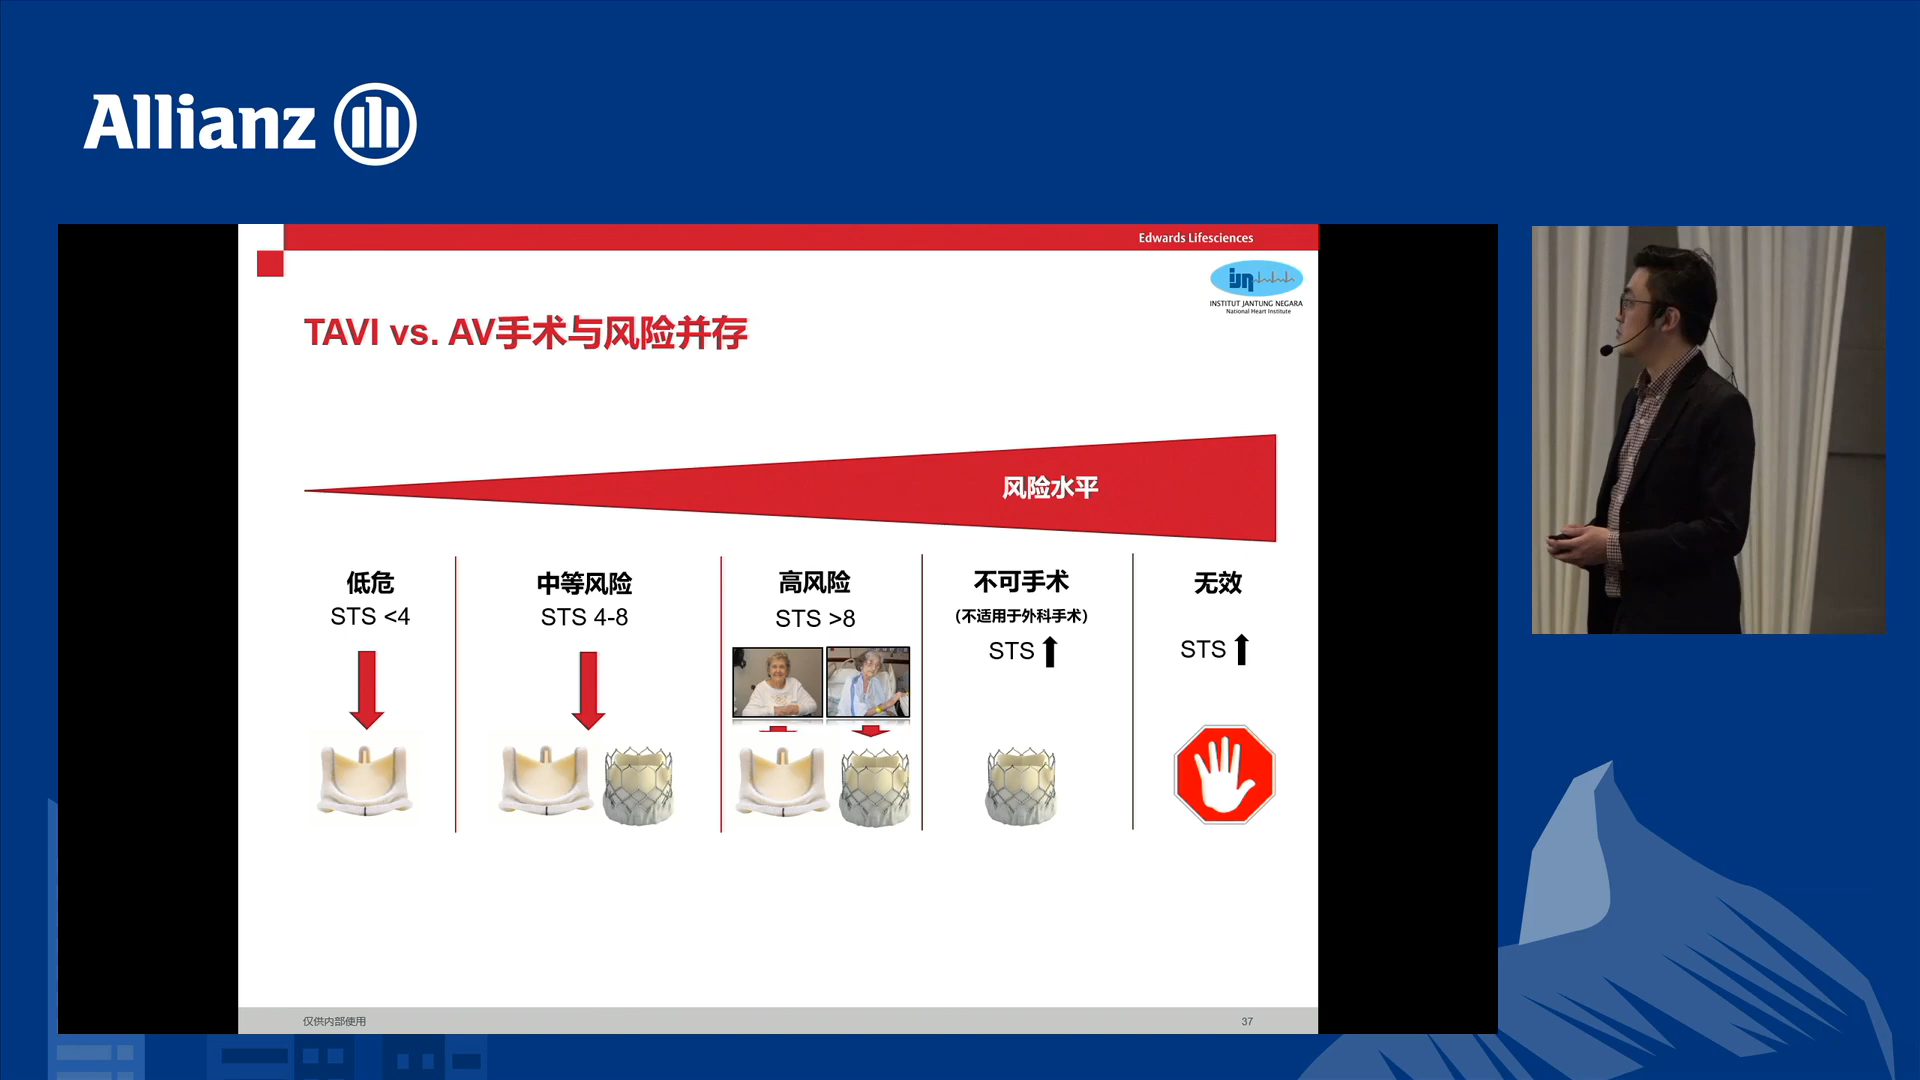 Allianz
Edwards Lifesciences
ijn
INSTITUT JANTUNG NEGARA
National Heart Institute
TAVI vs. AV手术与风险并存
风险水平
低危
STS <4
中等风险
STS 4-8
高风险
STS >8
不可手术
(不适用于外科手术)
STS
无效
STS
仅供内部使用
37